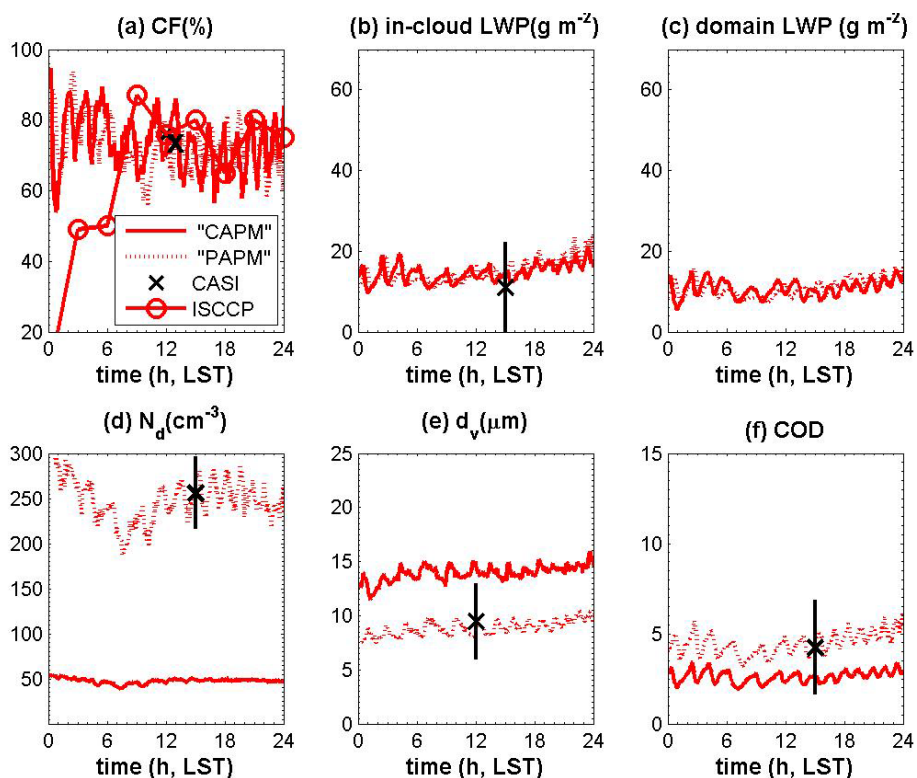 (a) CF(%)
(b) in-cloud LWP(g m⁻²)
(c) domain LWP (g m⁻²)
100
80
60
40
20
0 6 12 18 24
time (h, LST)
"CAPM"
"PAPM"
CASI
ISCCP
60
40
20
0
0 6 12 18 24
time (h, LST)
60
40
20
0
0 6 12 18 24
time (h, LST)
(d) N_d(cm⁻³)
(e) d_v(μm)
(f) COD
300
250
200
150
100
50
0 6 12 18 24
time (h, LST)
25
20
15
10
5
0
0 6 12 18 24
time (h, LST)
15
10
5
0
0 6 12 18 24
time (h, LST)